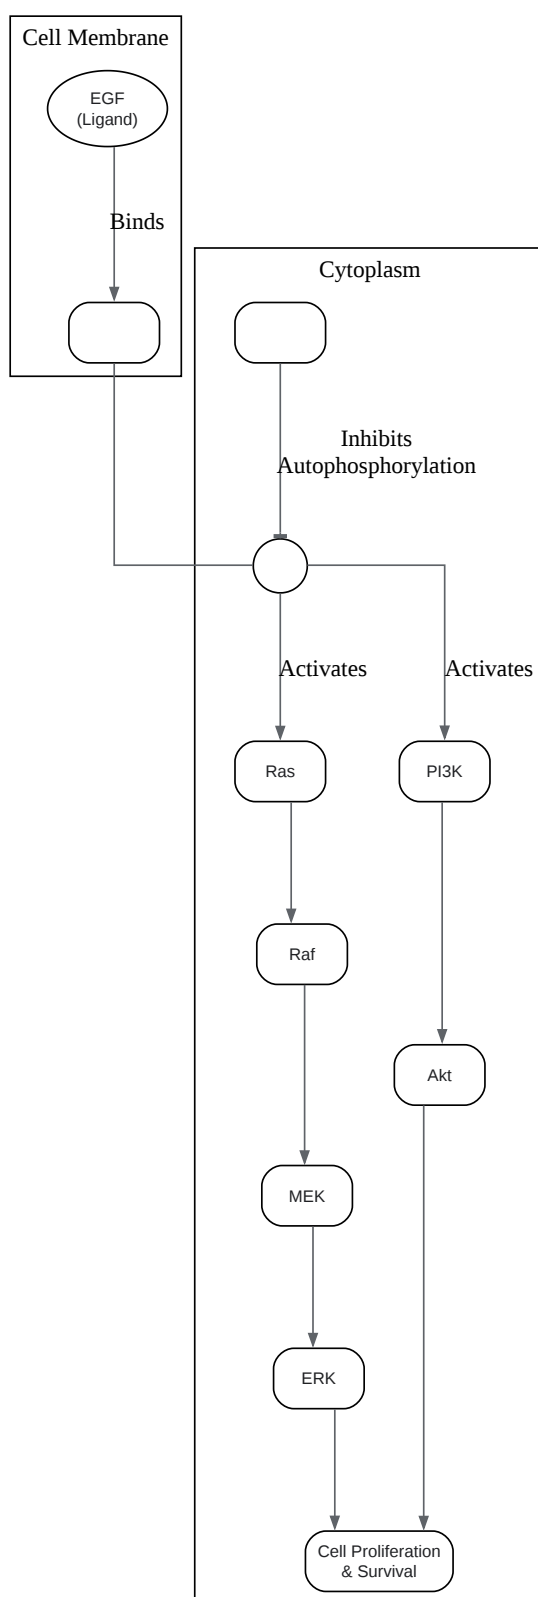 Cell Membrane
EGF
(Ligand)
Binds
Cytoplasm
Inhibits
Autophosphorylation
Activates
Activates
Ras
PI3K
Raf
Akt
MEK
ERK
Cell Proliferation
& Survival